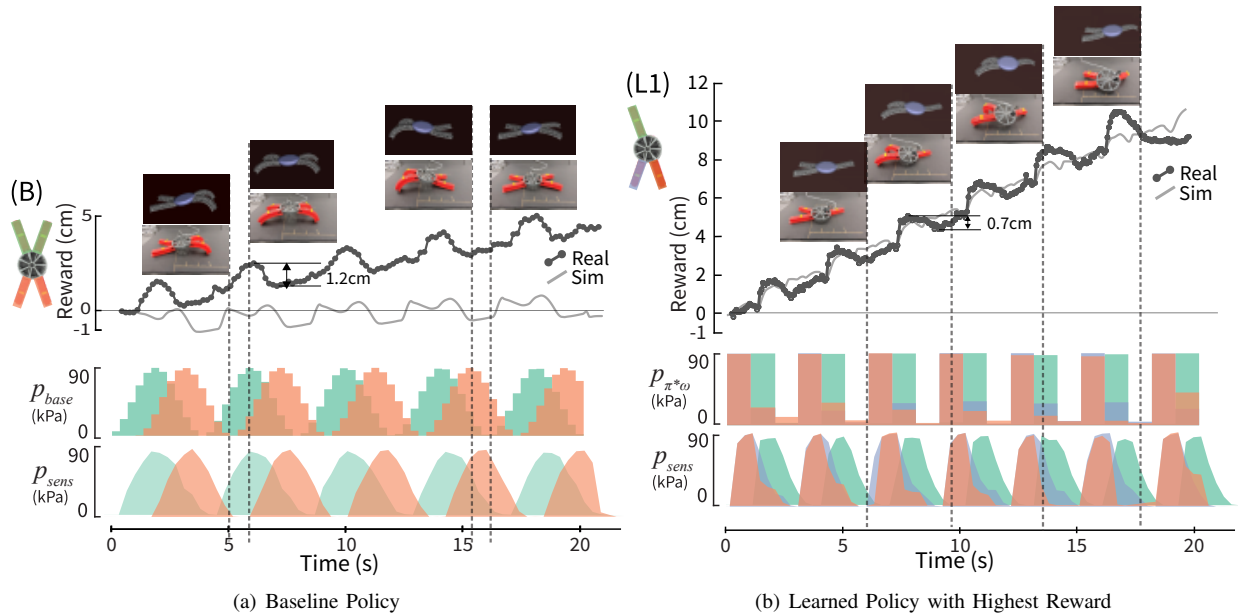 (B)
Reward (cm)
5
0
-1
1.2cm
Real
Sim
90
p_base
(kPa)
0
90
p_sens
(kPa)
0
0 5 10 15 20
Time (s)
(a) Baseline Policy
(L1)
Reward (cm)
12
10
8
6
4
2
0
-1
0.7cm
Real
Sim
90
p_π*ω
(kPa)
0
90
p_sens
(kPa)
0
0 5 10 15 20
Time (s)
(b) Learned Policy with Highest Reward